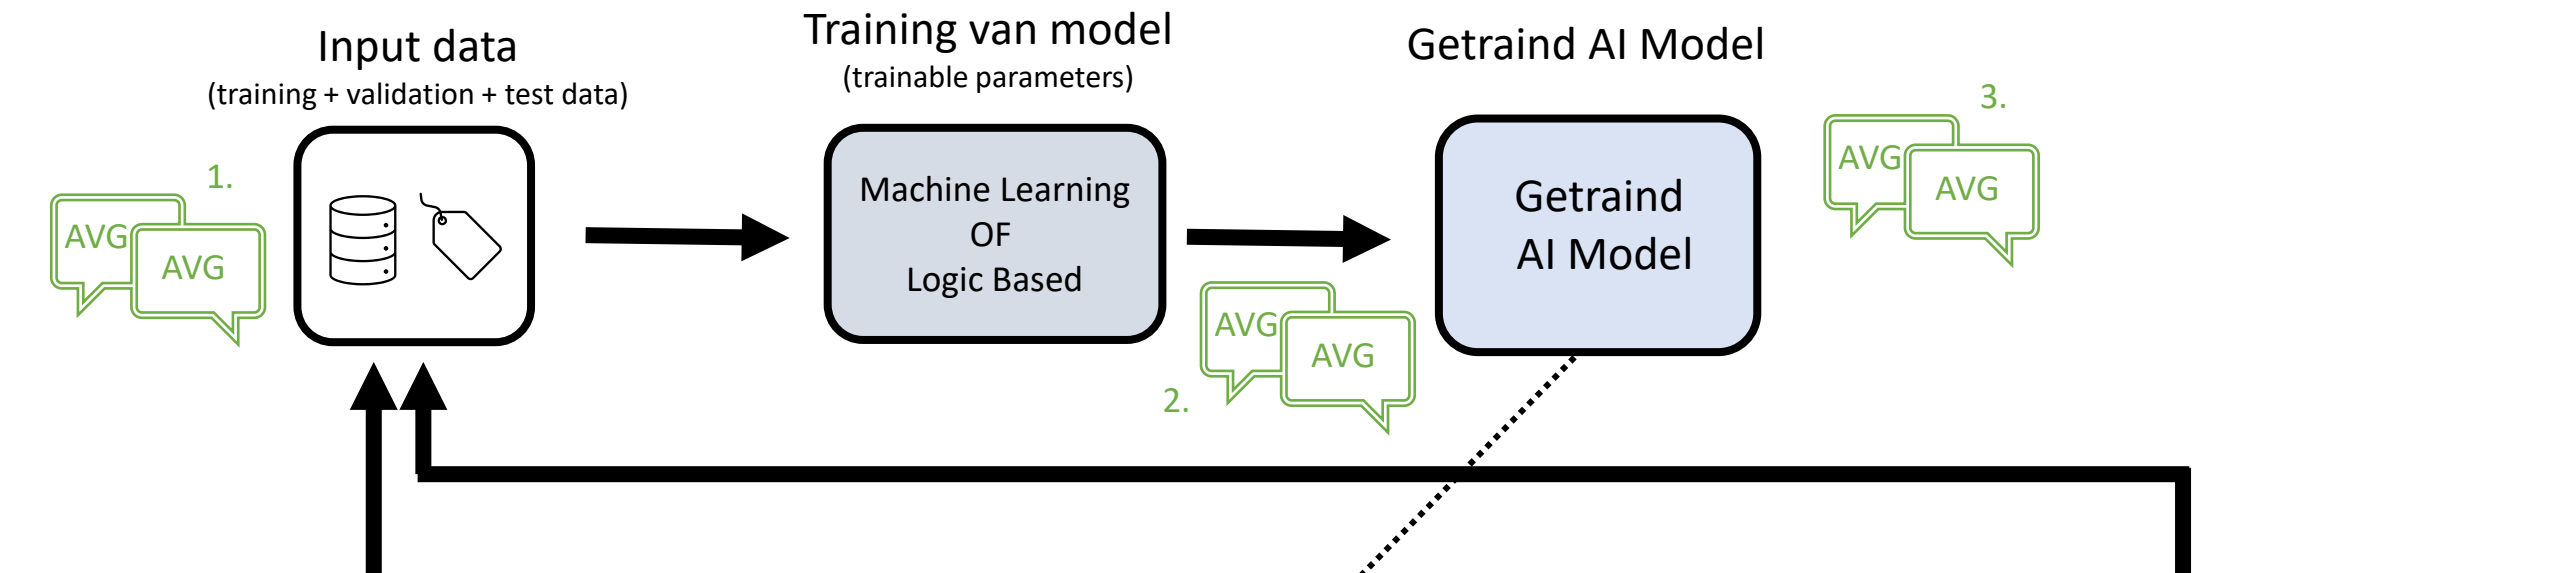 Input data
(training + validation + test data)
1.
AVG
AVG
Training van model
(trainable parameters)
Machine Learning
OF
Logic Based
2.
AVG
AVG
Getraind AI Model
Getraind
AI Model
3.
AVG
AVG